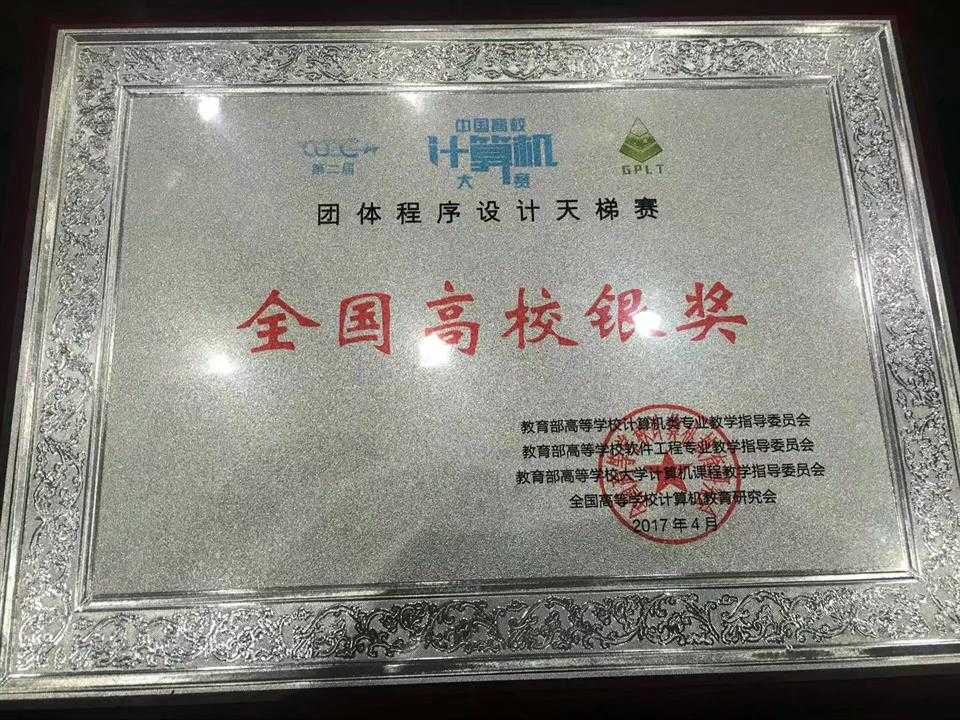 第二届
中国高校
计算机
大赛
GPLT
团体程序设计天梯赛
全国高校银奖
教育部高等学校计算机类专业教学指导委员会
教育部高等学校软件工程专业教学指导委员会
教育部高等学校大学计算机课程教学指导委员会
全国高等学校计算机教育研究会
2017年4月